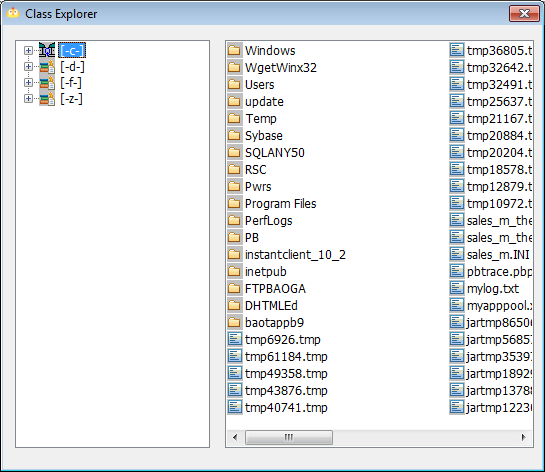 Class Explorer
[-c-]
[-d-]
[-f-]
[-z-]
Windows
WgetWinx32
Users
update
Temp
Sybase
SQLANY50
RSC
Pwrs
Program Files
PerfLogs
PB
instantclient_10_2
inetpub
FTPBAOGA
DHTMLEd
baotappb9
tmp6926.tmp
tmp61184.tmp
tmp49358.tmp
tmp43876.tmp
tmp40741.tmp
tmp36805.t
tmp32642.t
tmp32491.t
tmp25637.t
tmp21167.t
tmp20884.t
tmp20204.t
tmp18578.t
tmp12879.t
tmp10972.t
sales_m_the
sales_m_the
sales_m.INI
pbtrace.pbp
mylog.txt
myapppool.x
jartmp8650
jartmp5685
jartmp3539
jartmp1892
jartmp1378
jartmp1223